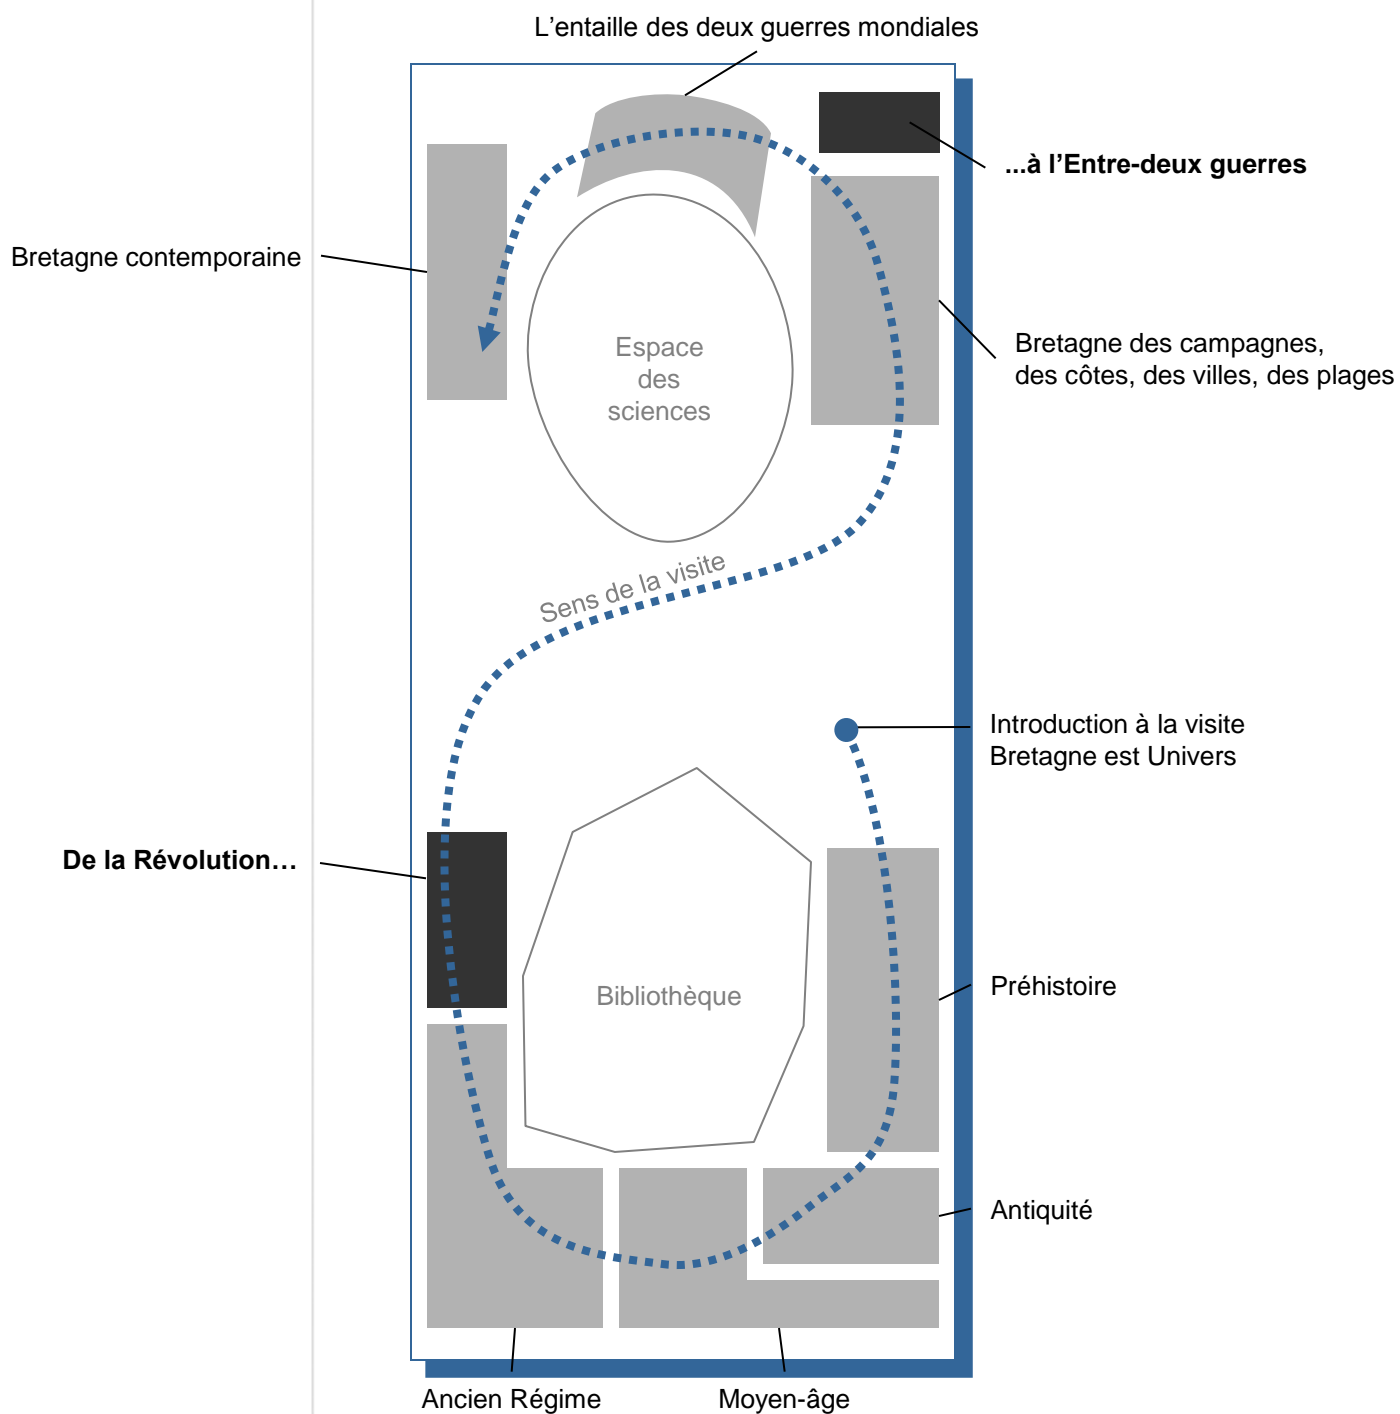 L'entaille des deux guerres mondiales
...à l'Entre-deux guerres
Bretagne contemporaine
Espace
des
sciences
Bretagne des campagnes,
des côtes, des villes, des plages
Sens de la visite
Introduction à la visite
Bretagne est Univers
De la Révolution…
Bibliothèque
Préhistoire
Antiquité
Ancien Régime
Moyen-âge